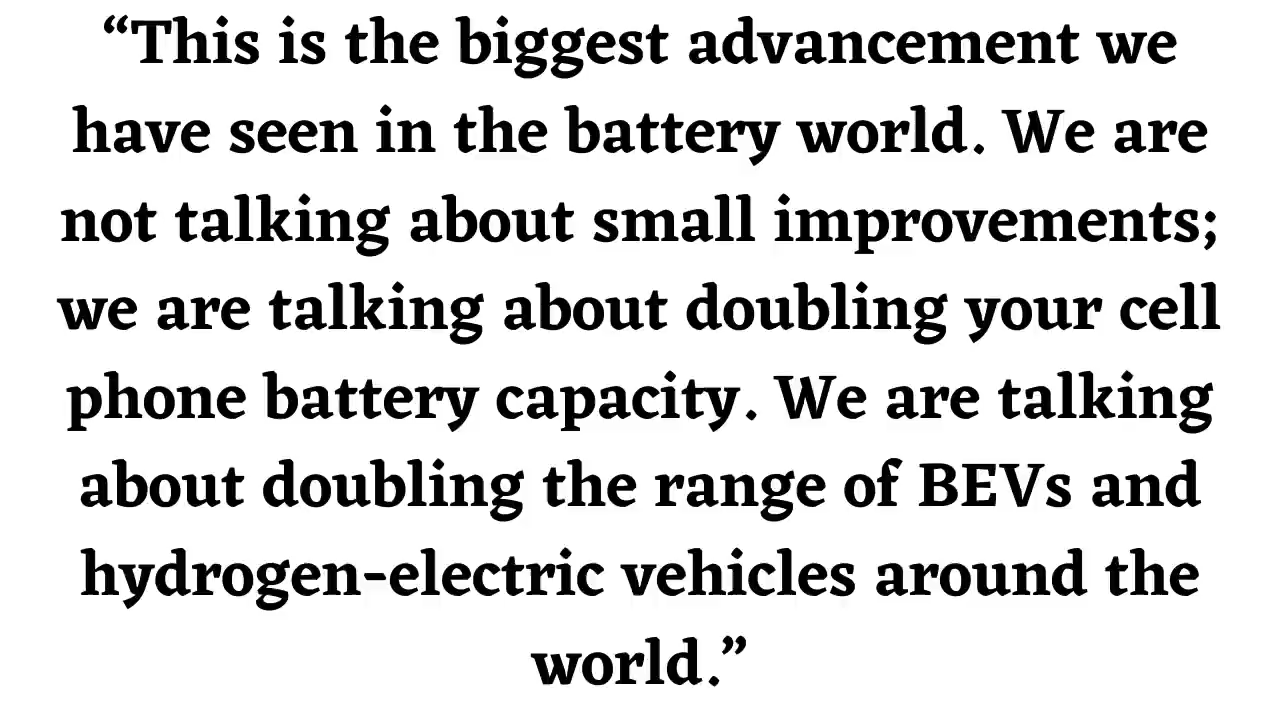 “This is the biggest advancement we
have seen in the battery world. We are
not talking about small improvements;
we are talking about doubling your cell
phone battery capacity. We are talking
about doubling the range of BEVs and
hydrogen-electric vehicles around the
world.”